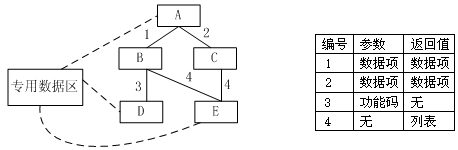 A
1
2
B
C
专用数据区
3
4
4
D
E
编号 参数 返回值
1 数据项 数据项
2 数据项 数据项
3 功能码 无
4 无 列表